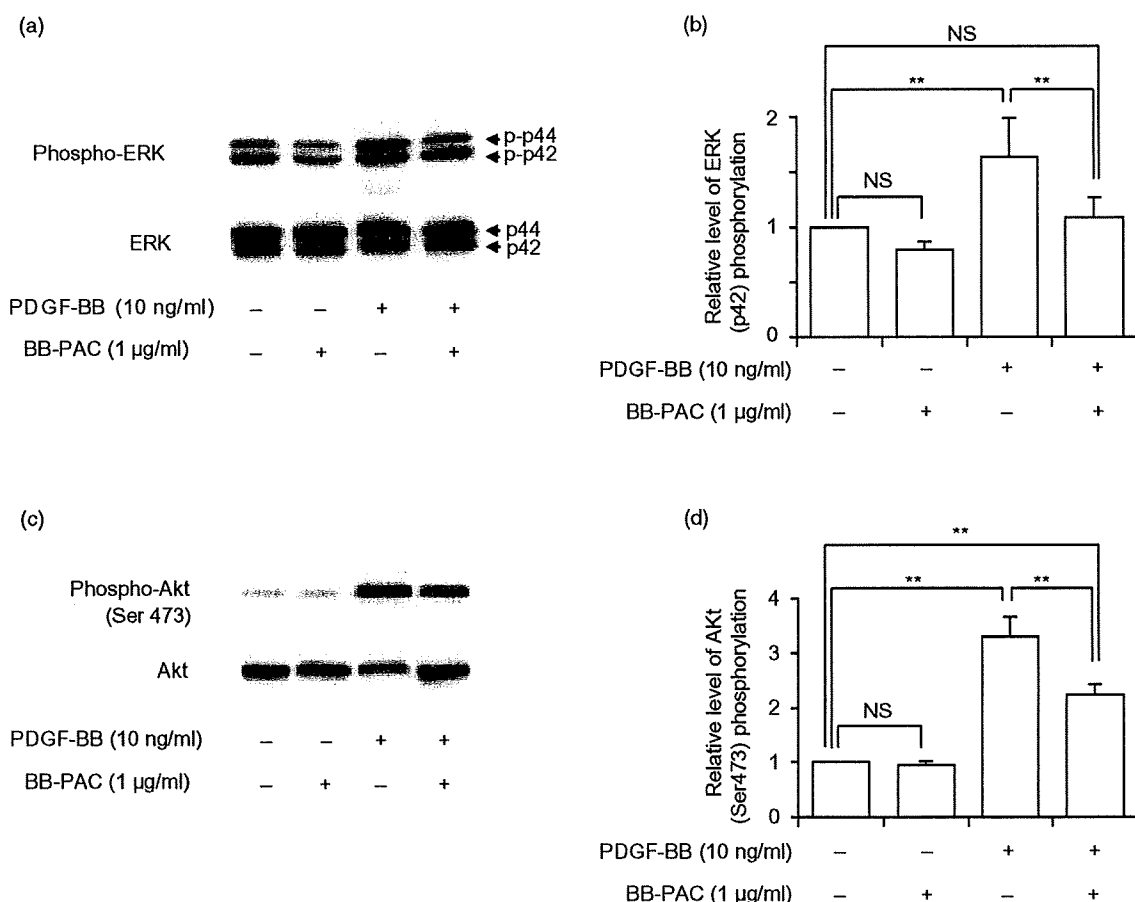 (a)
Phospho-ERK
p-p44
p-p42
ERK
p44
p42
PDGF-BB (10 ng/ml) – – + +
BB-PAC (1 µg/ml) – + – +
(b)
NS
** **
NS
Relative level of ERK
(p42) phosphorylation
2
1
0
PDGF-BB (10 ng/ml) – – + +
BB-PAC (1 µg/ml) – + – +
(c)
Phospho-Akt
(Ser 473)
Akt
PDGF-BB (10 ng/ml) – – + +
BB-PAC (1 µg/ml) – + – +
(d)
**
** **
NS
Relative level of AKt
(Ser473) phosphorylation
4
3
2
1
0
PDGF-BB (10 ng/ml) – – + +
BB-PAC (1 µg/ml) – + – +